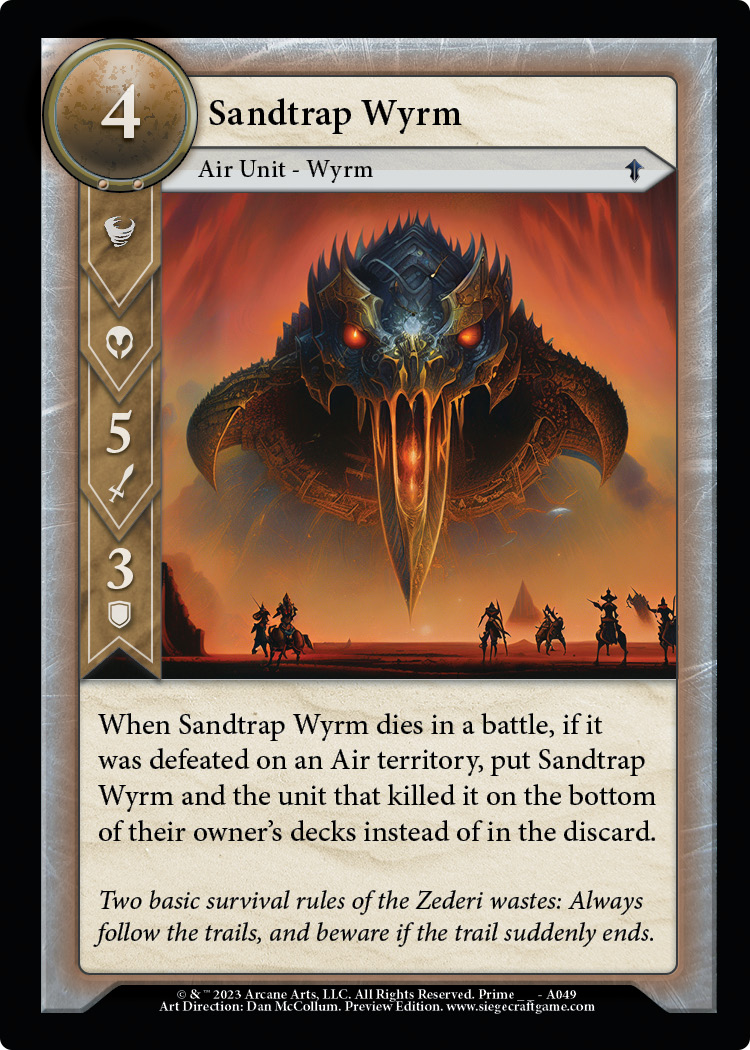 4
Sandtrap Wyrm
Air Unit - Wyrm
5
3
When Sandtrap Wyrm dies in a battle, if it
was defeated on an Air territory, put Sandtrap
Wyrm and the unit that killed it on the bottom
of their owner's decks instead of in the discard.
Two basic survival rules of the Zederi wastes: Always
follow the trails, and beware if the trail suddenly ends.
© & ™ 2023 Arcane Arts, LLC. All Rights Reserved. Prime _ _ - A049
Art Direction: Dan McCollum. Preview Edition. www.siegecraftgame.com